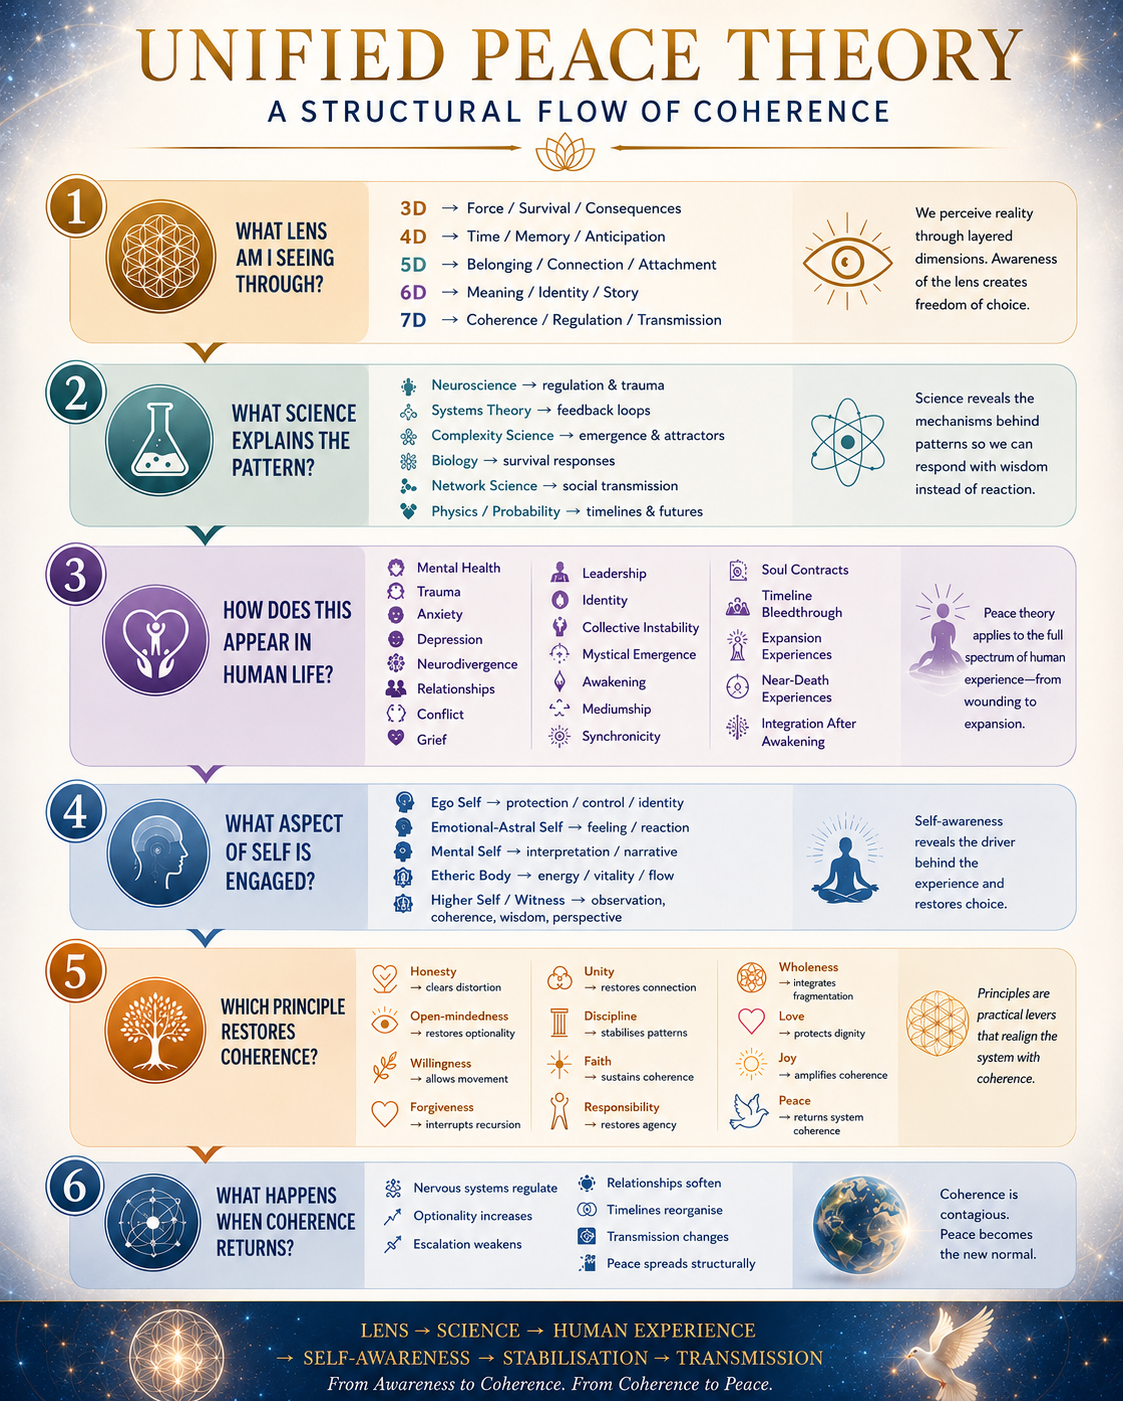 UNIFIED PEACE THEORY
A STRUCTURAL FLOW OF COHERENCE
1
WHAT LENS
AM I SEEING
THROUGH?
3D → Force / Survival / Consequences
4D → Time / Memory / Anticipation
5D → Belonging / Connection / Attachment
6D → Meaning / Identity / Story
7D → Coherence / Regulation / Transmission
We perceive reality
through layered
dimensions. Awareness
of the lens creates
freedom of choice.
2
WHAT SCIENCE
EXPLAINS THE
PATTERN?
Neuroscience → regulation & trauma
Systems Theory → feedback loops
Complexity Science → emergence & attractors
Biology → survival responses
Network Science → social transmission
Physics / Probability → timelines & futures
Science reveals the
mechanisms behind
patterns so we can
respond with wisdom
instead of reaction.
3
HOW DOES THIS
APPEAR IN
HUMAN LIFE?
Mental Health
Trauma
Anxiety
Depression
Neurodivergence
Relationships
Conflict
Grief
Leadership
Identity
Collective Instability
Mystical Emergence
Awakening
Mediumship
Synchronicity
Soul Contracts
Timeline
Bleedthrough
Expansion
Experiences
Near-Death
Experiences
Integration After
Awakening
Peace theory
applies to the full
spectrum of human
experience—from
wounding to
expansion.
4
WHAT ASPECT
OF SELF IS
ENGAGED?
Ego Self → protection / control / identity
Emotional-Astral Self → feeling / reaction
Mental Self → interpretation / narrative
Etheric Body → energy / vitality / flow
Higher Self / Witness → observation,
coherence, wisdom, perspective
Self-awareness
reveals the driver
behind the
experience and
restores choice.
5
WHICH PRINCIPLE
RESTORES
COHERENCE?
Honesty
→ clears distortion
Open-mindedness
→ restores optionality
Willingness
→ allows movement
Forgiveness
→ interrupts recursion
Unity
→ restores connection
Discipline
→ stabilises patterns
Faith
→ sustains coherence
Responsibility
→ restores agency
Wholeness
→ integrates
fragmentation
Love
→ protects dignity
Joy
→ amplifies coherence
Peace
→ returns system
coherence
Principles are
practical levers
that realign the
system with
coherence.
6
WHAT HAPPENS
WHEN COHERENCE
RETURNS?
Nervous systems regulate
Optionality increases
Escalation weakens
Relationships soften
Timelines reorganise
Transmission changes
Peace spreads structurally
Coherence is
contagious.
Peace becomes
the new normal.
LENS → SCIENCE → HUMAN EXPERIENCE
→ SELF-AWARENESS → STABILISATION → TRANSMISSION
From Awareness to Coherence. From Coherence to Peace.